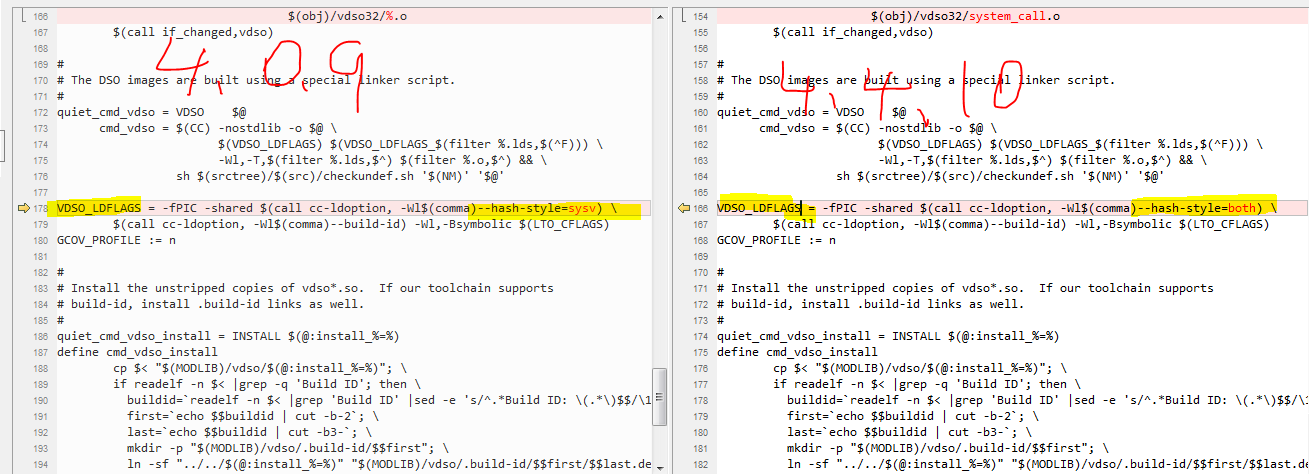 166 $(obj)/vdso32/%.o
167 $(call if_changed,vdso)
168
169 #
170 # The DSO images are built using a special linker script.
171 #
172 quiet_cmd_vdso = VDSO    $@
173 cmd_vdso = $(CC) -nostdlib -o $@ \
174 $(VDSO_LDFLAGS) $(VDSO_LDFLAGS_$(filter %.lds,$(^F))) \
175 -Wl,-T,$(filter %.lds,$^) $(filter %.o,$^) && \
176 sh $(srctree)/$(src)/checkundef.sh '$(NM)' '$@'
177
178 VDSO_LDFLAGS = -fPIC -shared $(call cc-ldoption, -Wl$(comma)--hash-style=sysv) \
179 $(call cc-ldoption, -Wl$(comma)--build-id) -Wl,-Bsymbolic $(LTO_CFLAGS)
180 GCOV_PROFILE := n
181
182 #
183 # Install the unstripped copies of vdso*.so.  If our toolchain supports
184 # build-id, install .build-id links as well.
185 #
186 quiet_cmd_vdso_install = INSTALL $(@:install_%=%)
187 define cmd_vdso_install
188 cp $< "$(MODLIB)/vdso/$(@:install_%=%)"; \
189 if readelf -n $< |grep -q 'Build ID'; then \
190 buildid=`readelf -n $< |grep 'Build ID' |sed -e 's/^.*Build ID: \(.*\)$$/\1
191 first=`echo $$buildid | cut -b-2`; \
192 last=`echo $$buildid | cut -b3-`; \
193 mkdir -p "$(MODLIB)/vdso/.build-id/$$first"; \
194 ln -sf "../../$(@:install_%=%)" "$(MODLIB)/vdso/.build-id/$$first/$$last.de
4.0.9
154 $(obj)/vdso32/system_call.o
155 $(call if_changed,vdso)
156
157 #
158 # The DSO images are built using a special linker script.
159 #
160 quiet_cmd_vdso = VDSO    $@
161 cmd_vdso = $(CC) -nostdlib -o $@ \
162 $(VDSO_LDFLAGS) $(VDSO_LDFLAGS_$(filter %.lds,$(^F))) \
163 -Wl,-T,$(filter %.lds,$^) $(filter %.o,$^) && \
164 sh $(srctree)/$(src)/checkundef.sh '$(NM)' '$@'
165
166 VDSO_LDFLAGS = -fPIC -shared $(call cc-ldoption, -Wl$(comma)--hash-style=both) \
167 $(call cc-ldoption, -Wl$(comma)--build-id) -Wl,-Bsymbolic $(LTO_CFLAGS)
168 GCOV_PROFILE := n
169
170 #
171 # Install the unstripped copies of vdso*.so.  If our toolchain supports
172 # build-id, install .build-id links as well.
173 #
174 quiet_cmd_vdso_install = INSTALL $(@:install_%=%)
175 define cmd_vdso_install
176 cp $< "$(MODLIB)/vdso/$(@:install_%=%)"; \
177 if readelf -n $< |grep -q 'Build ID'; then \
178 buildid=`readelf -n $< |grep 'Build ID' |sed -e 's/^.*Build ID: \(.*\)$$/\1
179 first=`echo $$buildid | cut -b-2`; \
180 last=`echo $$buildid | cut -b3-`; \
181 mkdir -p "$(MODLIB)/vdso/.build-id/$$first"; \
182 ln -sf "../../$(@:install_%=%)" "$(MODLIB)/vdso/.build-id/$$first/$$last.de
4.4.10